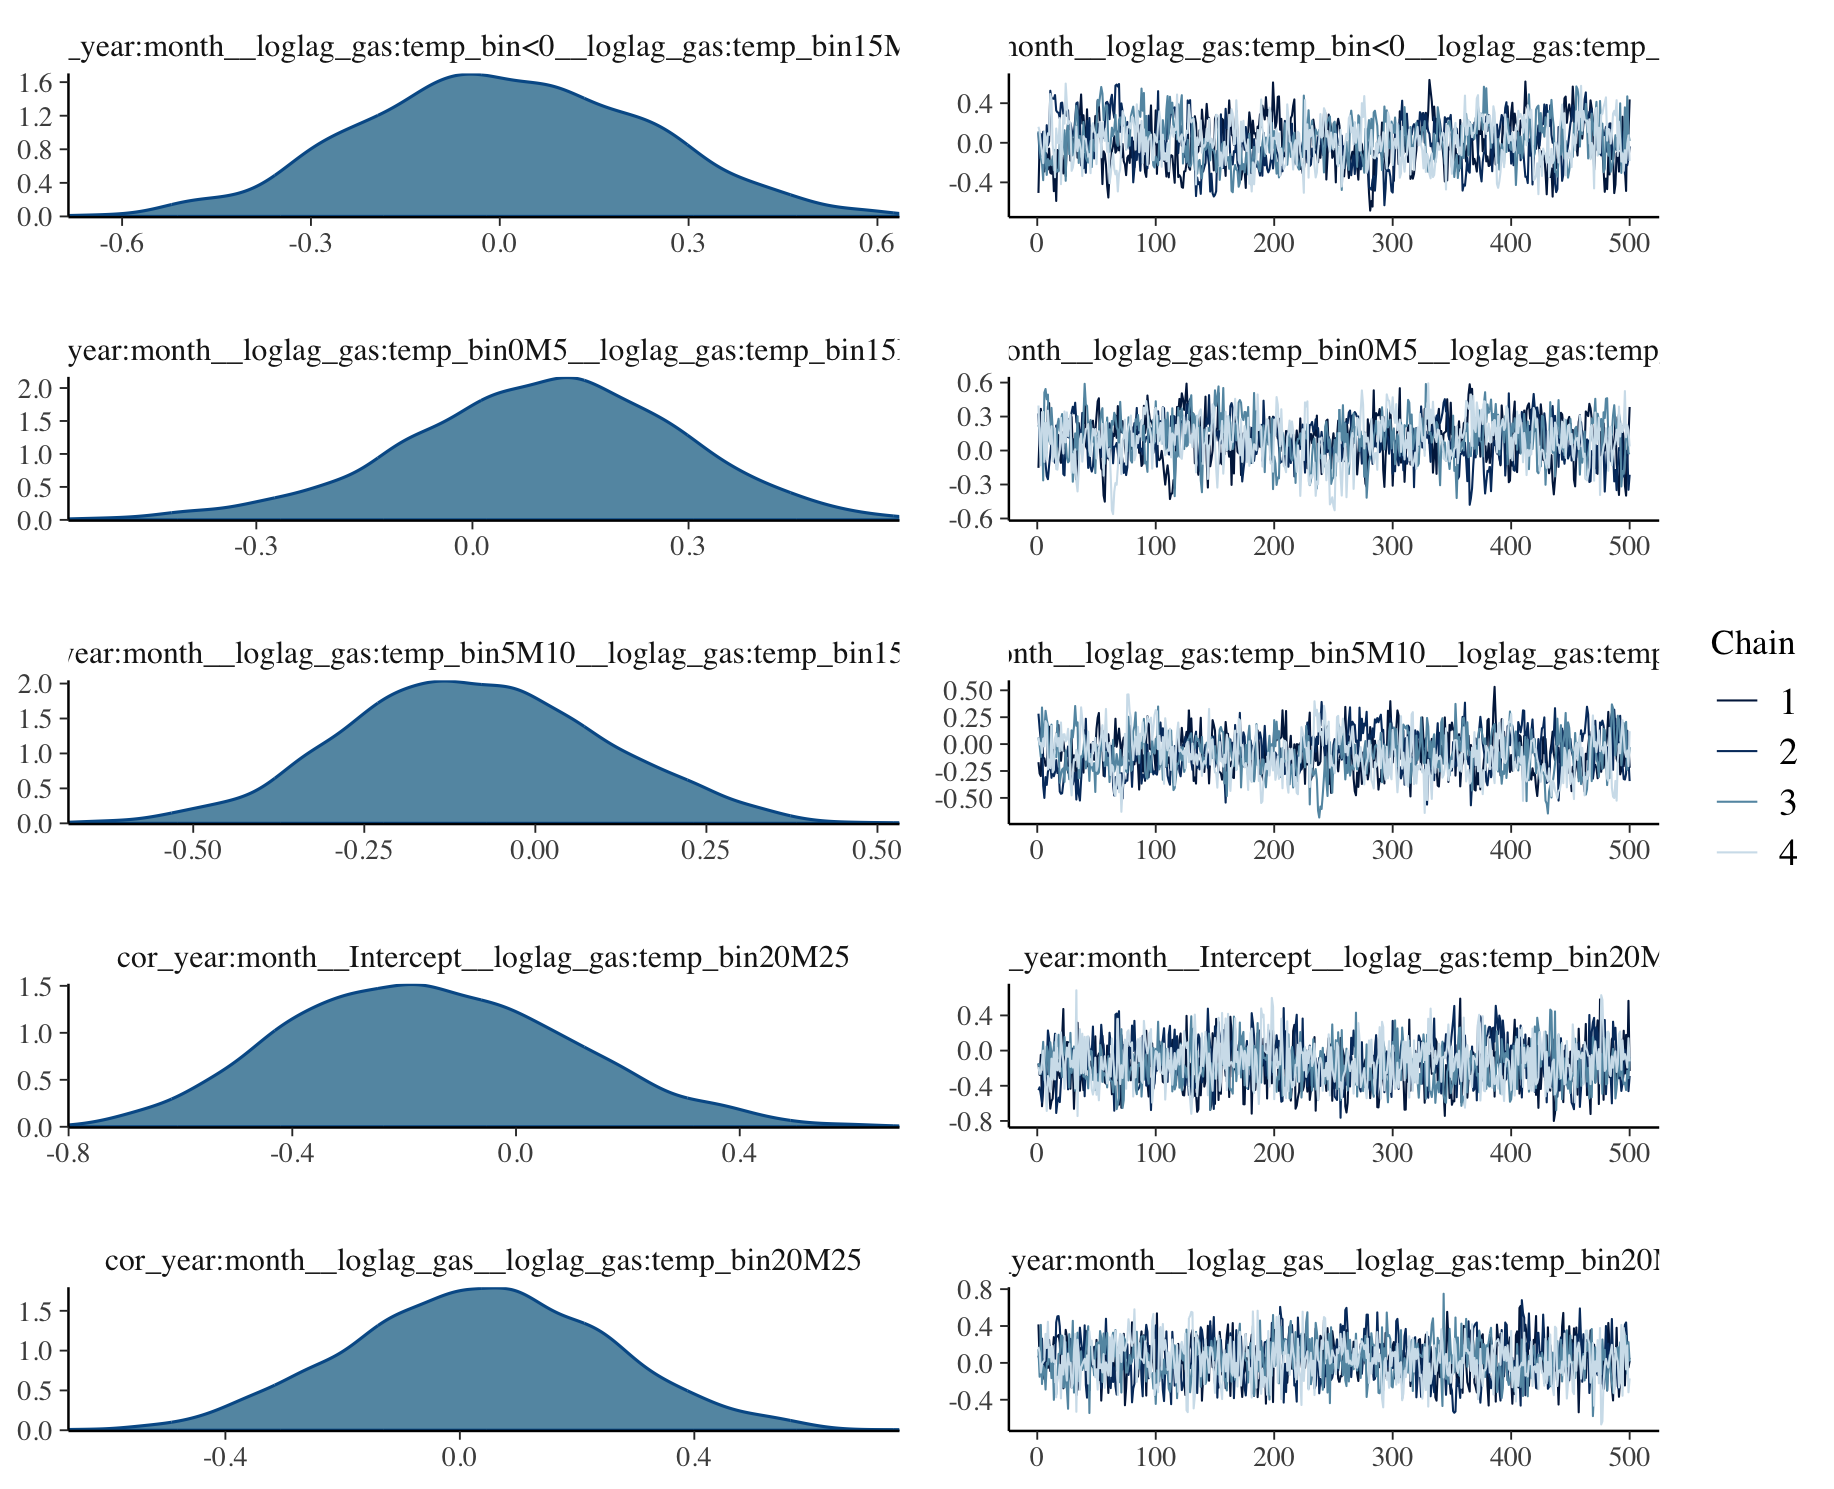 _year:month__loglag_gas:temp_bin<0__loglag_gas:temp_bin15M
1.6
1.2
0.8
0.4
0.0
-0.6 -0.3 0.0 0.3 0.6
month__loglag_gas:temp_bin<0__loglag_gas:temp_
0.4
0.0
-0.4
0 100 200 300 400 500
year:month__loglag_gas:temp_bin0M5__loglag_gas:temp_bin15
2.0
1.5
1.0
0.5
0.0
-0.3 0.0 0.3
onth__loglag_gas:temp_bin0M5__loglag_gas:temp
0.6
0.3
0.0
-0.3
-0.6
0 100 200 300 400 500
year:month__loglag_gas:temp_bin5M10__loglag_gas:temp_bin15
2.0
1.5
1.0
0.5
0.0
-0.50 -0.25 0.00 0.25 0.50
onth__loglag_gas:temp_bin5M10__loglag_gas:temp
0.50
0.25
0.00
-0.25
-0.50
0 100 200 300 400 500
Chain
1
2
3
4
cor_year:month__Intercept__loglag_gas:temp_bin20M25
1.5
1.0
0.5
0.0
-0.8 -0.4 0.0 0.4
_year:month__Intercept__loglag_gas:temp_bin20M
0.4
0.0
-0.4
-0.8
0 100 200 300 400 500
cor_year:month__loglag_gas__loglag_gas:temp_bin20M25
1.5
1.0
0.5
0.0
-0.4 0.0 0.4
_year:month__loglag_gas__loglag_gas:temp_bin20M
0.8
0.4
0.0
-0.4
0 100 200 300 400 500